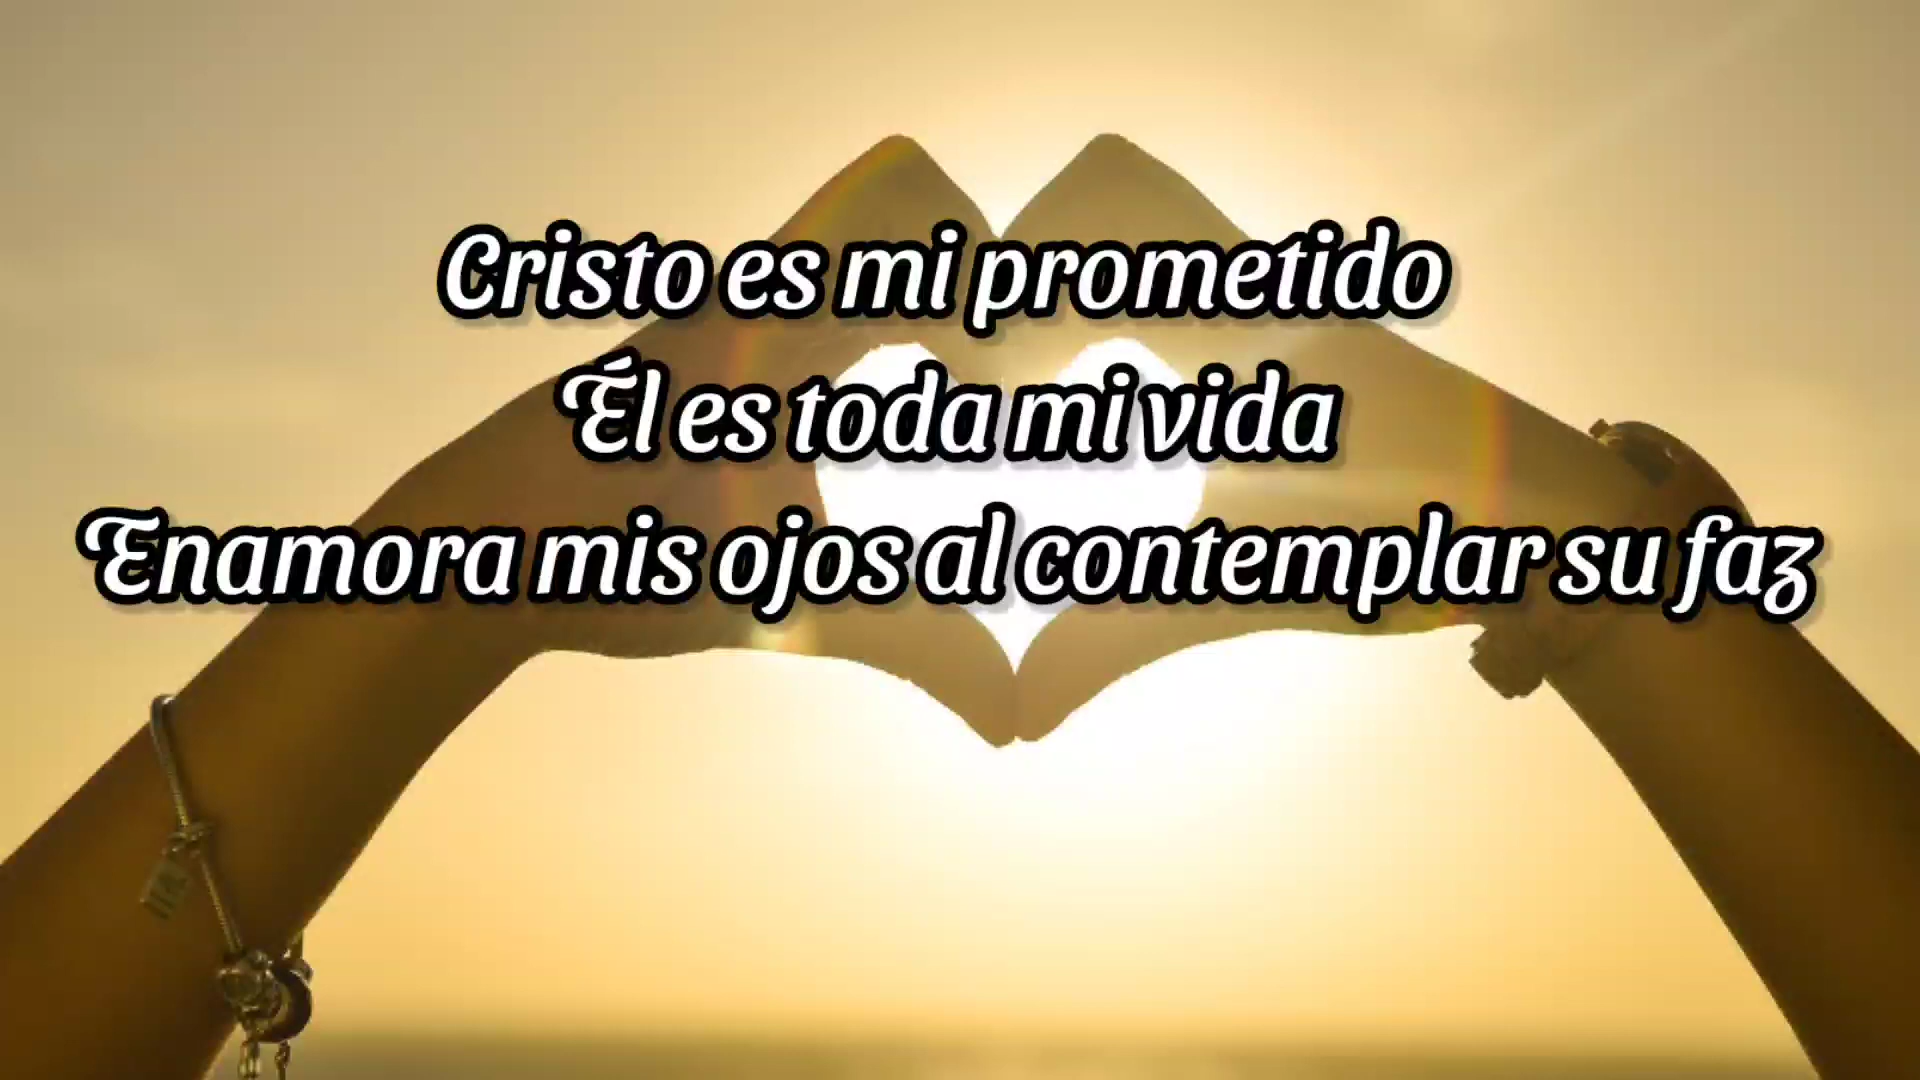 Cristo es mi prometido
Él es toda mi vida
Enamora mis ojos al contemplar su faz